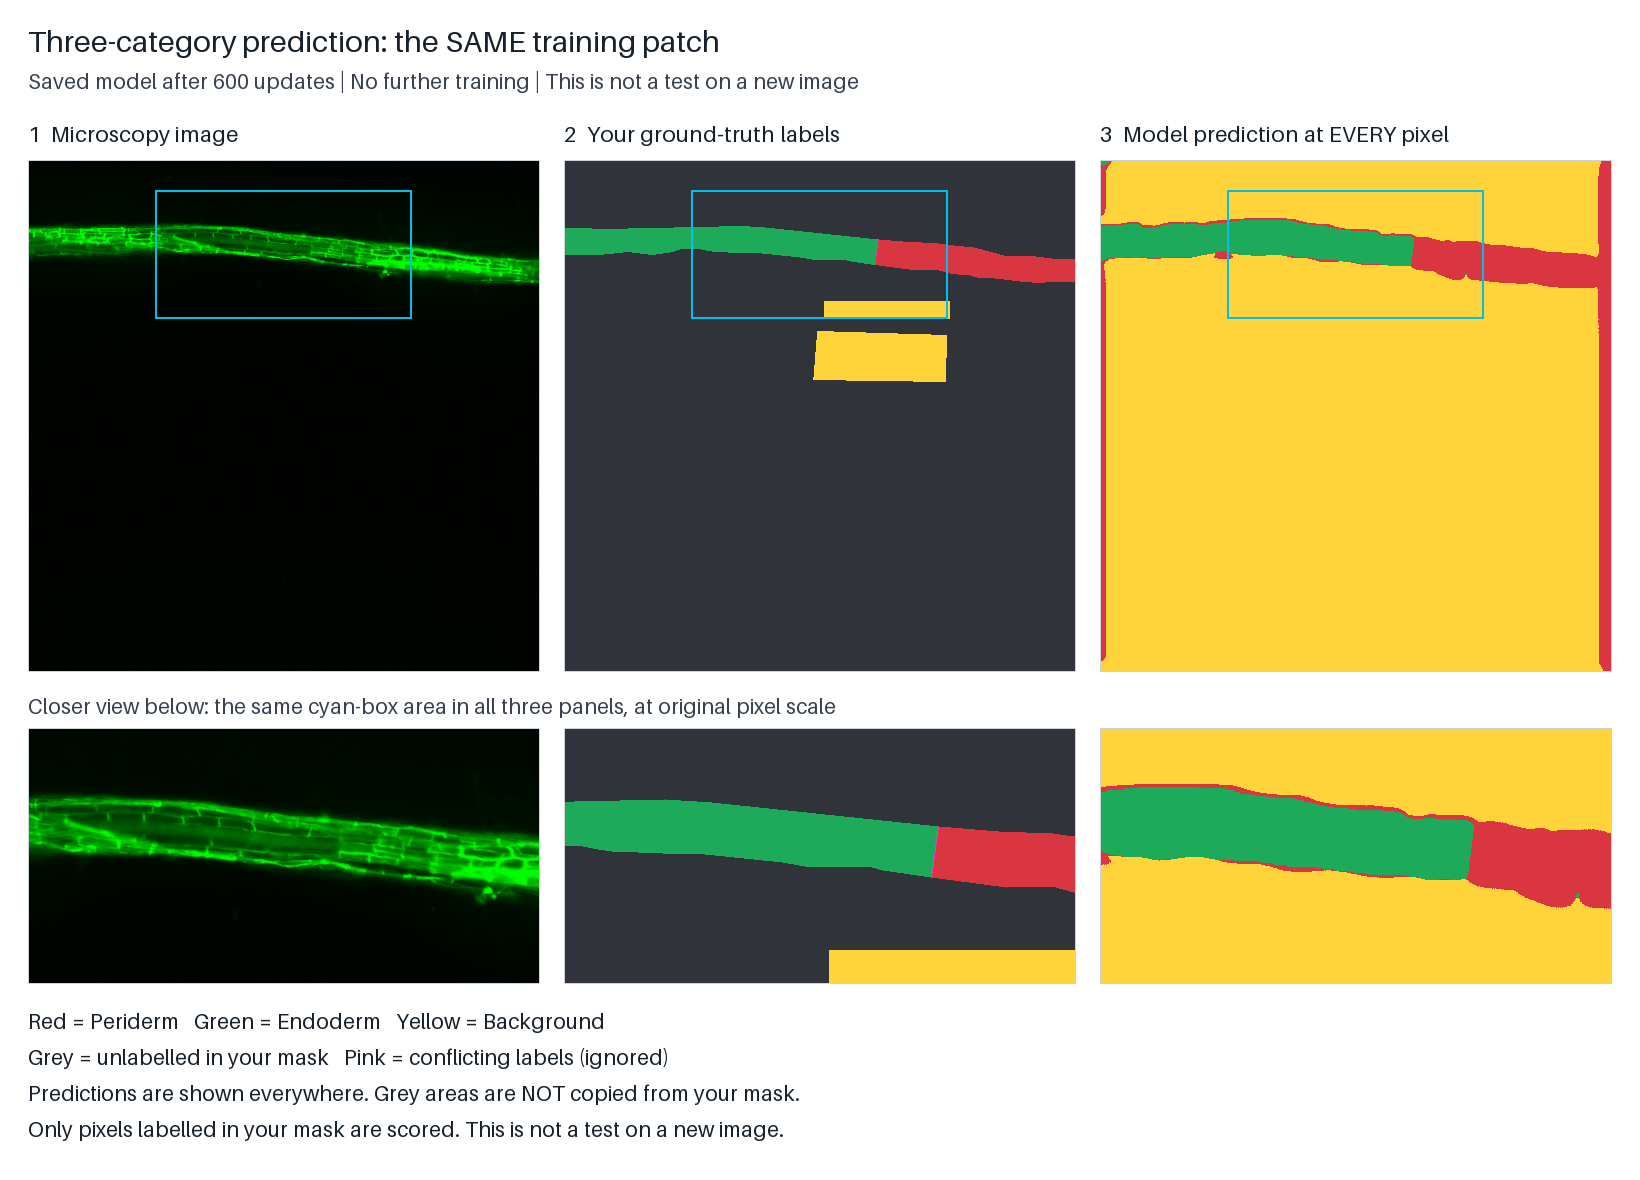 Three-category prediction: the SAME training patch
Saved model after 600 updates | No further training | This is not a test on a new image
1 Microscopy image
2 Your ground-truth labels
3 Model prediction at EVERY pixel
Closer view below: the same cyan-box area in all three panels, at original pixel scale
Red = Periderm Green = Endoderm Yellow = Background
Grey = unlabelled in your mask Pink = conflicting labels (ignored)
Predictions are shown everywhere. Grey areas are NOT copied from your mask.
Only pixels labelled in your mask are scored. This is not a test on a new image.